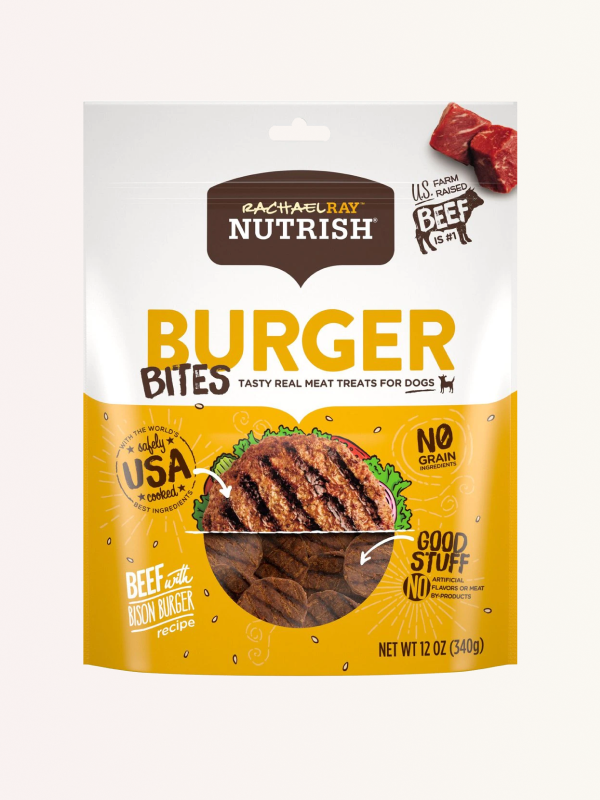 RACHAELRAY™
NUTRISH®
U.S. FARM
RAISED
BEEF
IS #1
BURGER
BITES
TASTY REAL MEAT TREATS FOR DOGS
WITH THE WORLD'S
safely
USA
cooked
BEST INGREDIENTS
NO
GRAIN
INGREDIENTS
GOOD
STUFF
NO
ARTIFICIAL
FLAVORS OR MEAT
BY-PRODUCTS
BEEF with
BISON BURGER
recipe
NET WT 12 OZ (340g)